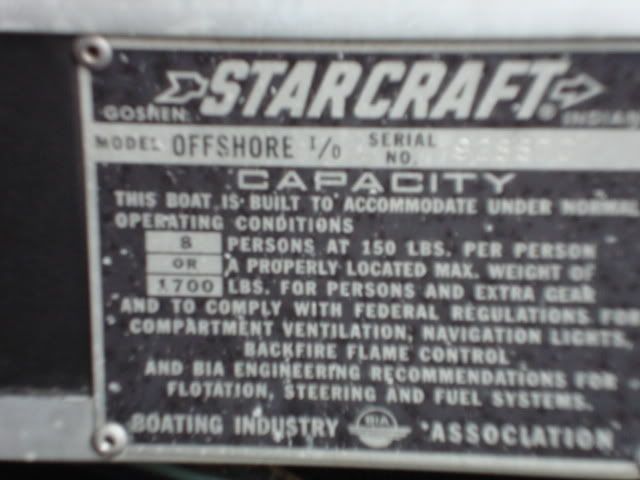 STARCRAFT
GOSHEN, INDIANA
MODEL OFFSHORE I/O SERIAL NO.
CAPACITY
THIS BOAT IS BUILT TO ACCOMMODATE UNDER NORMAL
OPERATING CONDITIONS
8 PERSONS AT 150 LBS. PER PERSON
OR A PROPERLY LOCATED MAX. WEIGHT OF
1700 LBS. FOR PERSONS AND EXTRA GEAR
AND TO COMPLY WITH FEDERAL REGULATIONS FOR
COMPARTMENT VENTILATION, NAVIGATION LIGHTS,
BACKFIRE FLAME CONTROL
AND BIA ENGINEERING RECOMMENDATIONS FOR
FLOTATION, STEERING AND FUEL SYSTEMS.
BOATING INDUSTRY BIA ASSOCIATION